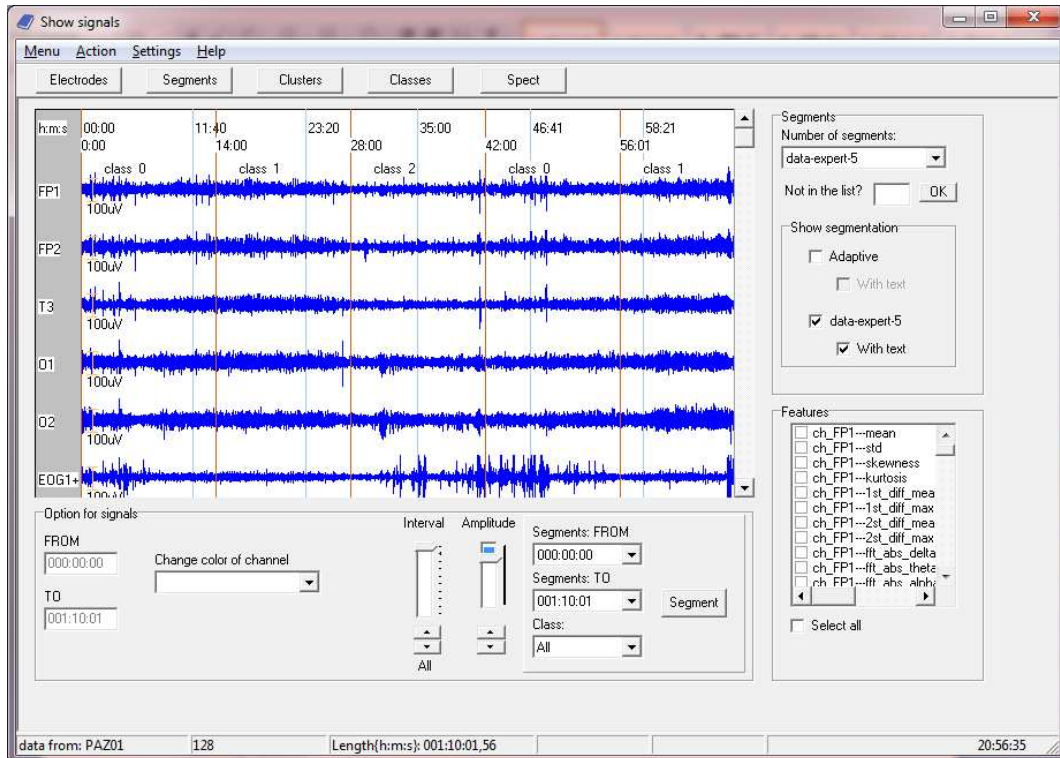 Show signals
Menu Action Settings Help
Electrodes Segments Clusters Classes Spect
h:m:s 00:00 11:40 23:20 35:00 46:41 58:21
0:00 14:00 28:00 42:00 56:01
class 0 class 1 class 2 class 0 class 1
FP1
100uV
FP2
100uV
T3
100uV
O1
100uV
O2
100uV
EOG1+
100uV
Segments
Number of segments:
data-expert-5
Not in the list? OK
Show segmentation
Adaptive
With text
data-expert-5
With text
Features
ch_FP1---mean
ch_FP1---std
ch_FP1---skewness
ch_FP1---kurtosis
ch_FP1---1st_diff_mea
ch_FP1---1st_diff_max
ch_FP1---2st_diff_mea
ch_FP1---2st_diff_max
ch_FP1---fft_abs_delta
ch_FP1---fft_abs_theta
ch_FP1---fft_abs_alpha
Select all
Option for signals
FROM
000:00:00
TO
001:10:01
Change color of channel
Interval
All
Amplitude
Segments: FROM
000:00:00
Segments: TO
001:10:01
Segment
Class:
All
data from: PAZ01 128 Length(h:m:s): 001:10:01,56 20:56:35